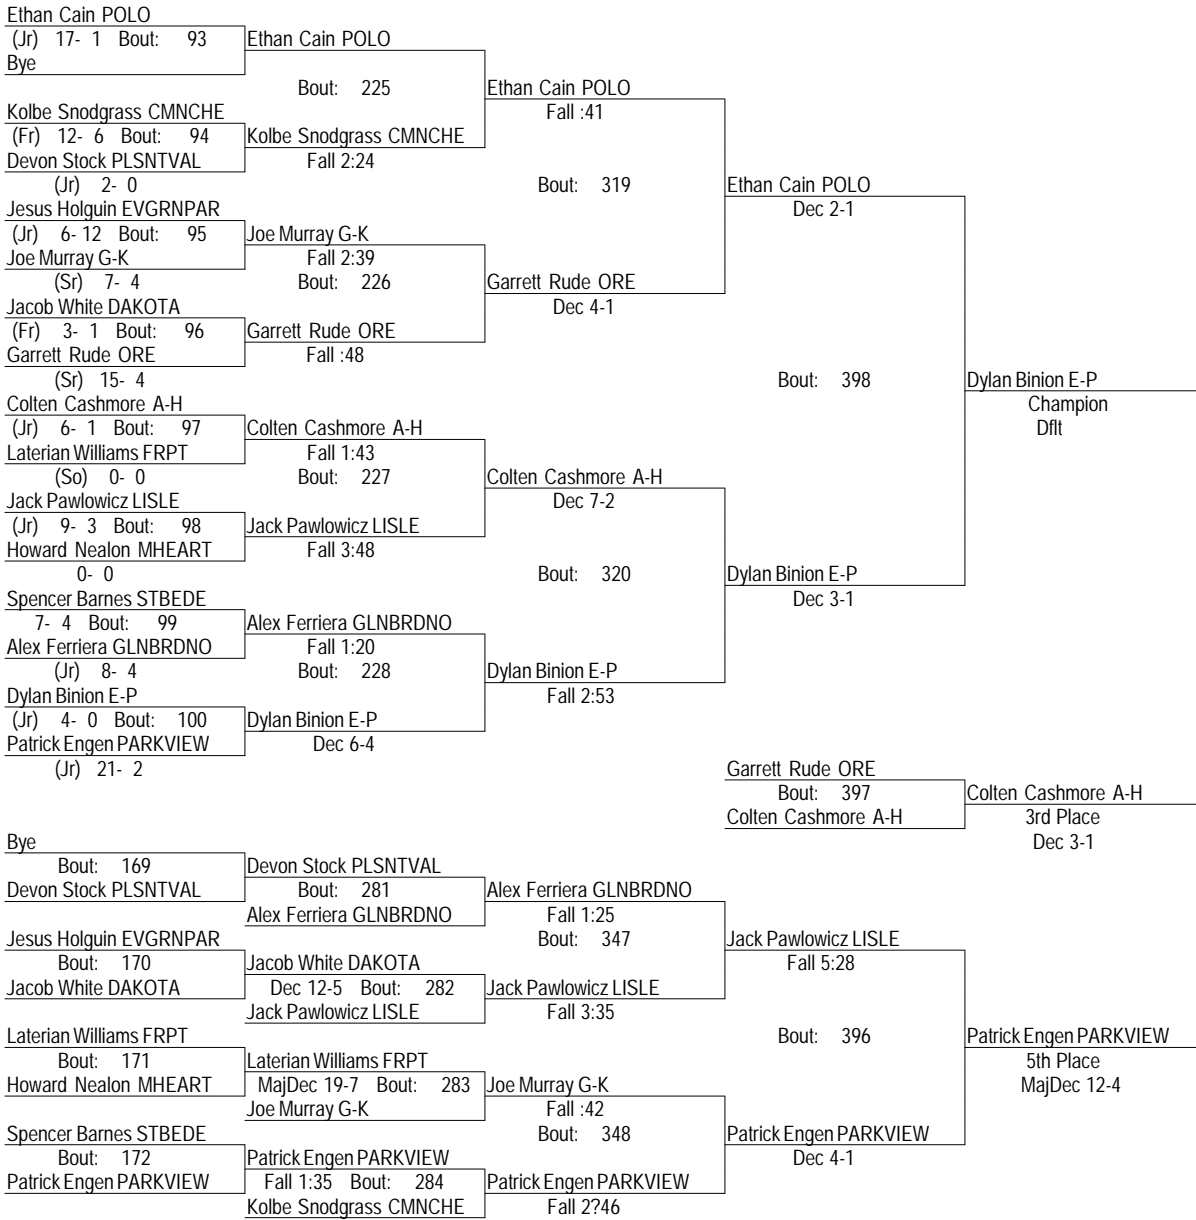 Ethan Cain POLO
(Jr) 17- 1 Bout: 93
Bye
Ethan Cain POLO
Bout: 225
Kolbe Snodgrass CMNCHE
(Fr) 12- 6 Bout: 94
Devon Stock PLSNTVAL
(Jr) 2- 0
Kolbe Snodgrass CMNCHE
Fall 2:24
Ethan Cain POLO
Fall :41
Bout: 319
Jesus Holguin EVGRNPAR
(Jr) 6- 12 Bout: 95
Joe Murray G-K
(Sr) 7- 4
Joe Murray G-K
Fall 2:39
Bout: 226
Jacob White DAKOTA
(Fr) 3- 1 Bout: 96
Garrett Rude ORE
(Sr) 15- 4
Garrett Rude ORE
Fall :48
Garrett Rude ORE
Dec 4-1
Ethan Cain POLO
Dec 2-1
Bout: 398
Colten Cashmore A-H
(Jr) 6- 1 Bout: 97
Laterian Williams FRPT
(So) 0- 0
Colten Cashmore A-H
Fall 1:43
Bout: 227
Jack Pawlowicz LISLE
(Jr) 9- 3 Bout: 98
Howard Nealon MHEART
0- 0
Jack Pawlowicz LISLE
Fall 3:48
Colten Cashmore A-H
Dec 7-2
Bout: 320
Spencer Barnes STBEDE
7- 4 Bout: 99
Alex Ferriera GLNBRDNO
(Jr) 8- 4
Alex Ferriera GLNBRDNO
Fall 1:20
Bout: 228
Dylan Binion E-P
(Jr) 4- 0 Bout: 100
Patrick Engen PARKVIEW
(Jr) 21- 2
Dylan Binion E-P
Dec 6-4
Dylan Binion E-P
Fall 2:53
Dylan Binion E-P
Dec 3-1
Dylan Binion E-P
Champion
Dflt
Garrett Rude ORE
Bout: 397
Colten Cashmore A-H
Colten Cashmore A-H
3rd Place
Dec 3-1
Bye
Bout: 169
Devon Stock PLSNTVAL
Devon Stock PLSNTVAL
Bout: 281
Alex Ferriera GLNBRDNO
Alex Ferriera GLNBRDNO
Fall 1:25
Bout: 347
Jesus Holguin EVGRNPAR
Bout: 170
Jacob White DAKOTA
Jacob White DAKOTA
Dec 12-5 Bout: 282
Jack Pawlowicz LISLE
Jack Pawlowicz LISLE
Fall 3:35
Jack Pawlowicz LISLE
Fall 5:28
Bout: 396
Laterian Williams FRPT
Bout: 171
Howard Nealon MHEART
Laterian Williams FRPT
MajDec 19-7 Bout: 283
Joe Murray G-K
Joe Murray G-K
Fall :42
Bout: 348
Spencer Barnes STBEDE
Bout: 172
Patrick Engen PARKVIEW
Patrick Engen PARKVIEW
Fall 1:35 Bout: 284
Kolbe Snodgrass CMNCHE
Patrick Engen PARKVIEW
Fall 2?46
Patrick Engen PARKVIEW
Dec 4-1
Patrick Engen PARKVIEW
5th Place
MajDec 12-4